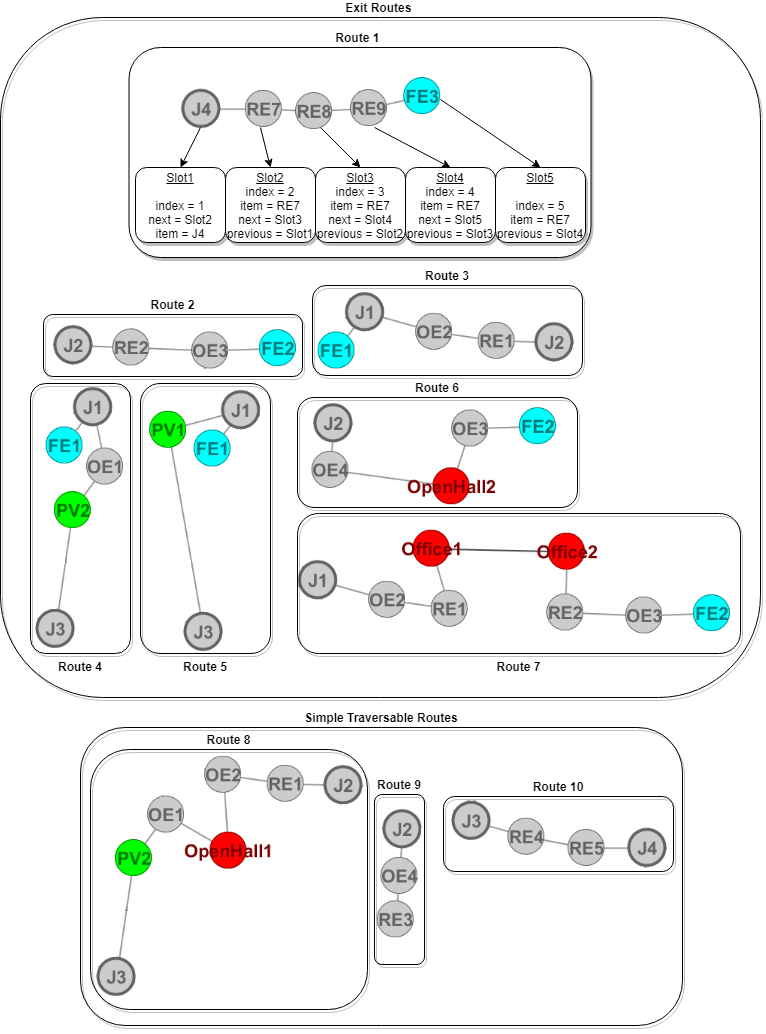 Exit Routes
Route 1
J4
RE7
RE8
RE9
FE3
Slot1
index = 1
next = Slot2
item = J4
Slot2
index = 2
item = RE7
next = Slot3
previous = Slot1
Slot3
index = 3
item = RE7
next = Slot4
previous = Slot2
Slot4
index = 4
item = RE7
next = Slot5
previous = Slot3
Slot5
index = 5
item = RE7
previous = Slot4
Route 2
J2
RE2
OE3
FE2
Route 3
J1
FE1
OE2
RE1
J2
J1
FE1
OE1
PV2
J3
Route 4
PV1
J1
FE1
J3
Route 5
Route 6
J2
OE3
FE2
OE4
OpenHall2
Office1
Office2
J1
OE2
RE1
RE2
OE3
FE2
Route 7
Simple Traversable Routes
Route 8
OE2
RE1
J2
OE1
PV2
OpenHall1
J3
Route 9
J2
OE4
RE3
Route 10
J3
RE4
RE5
J4